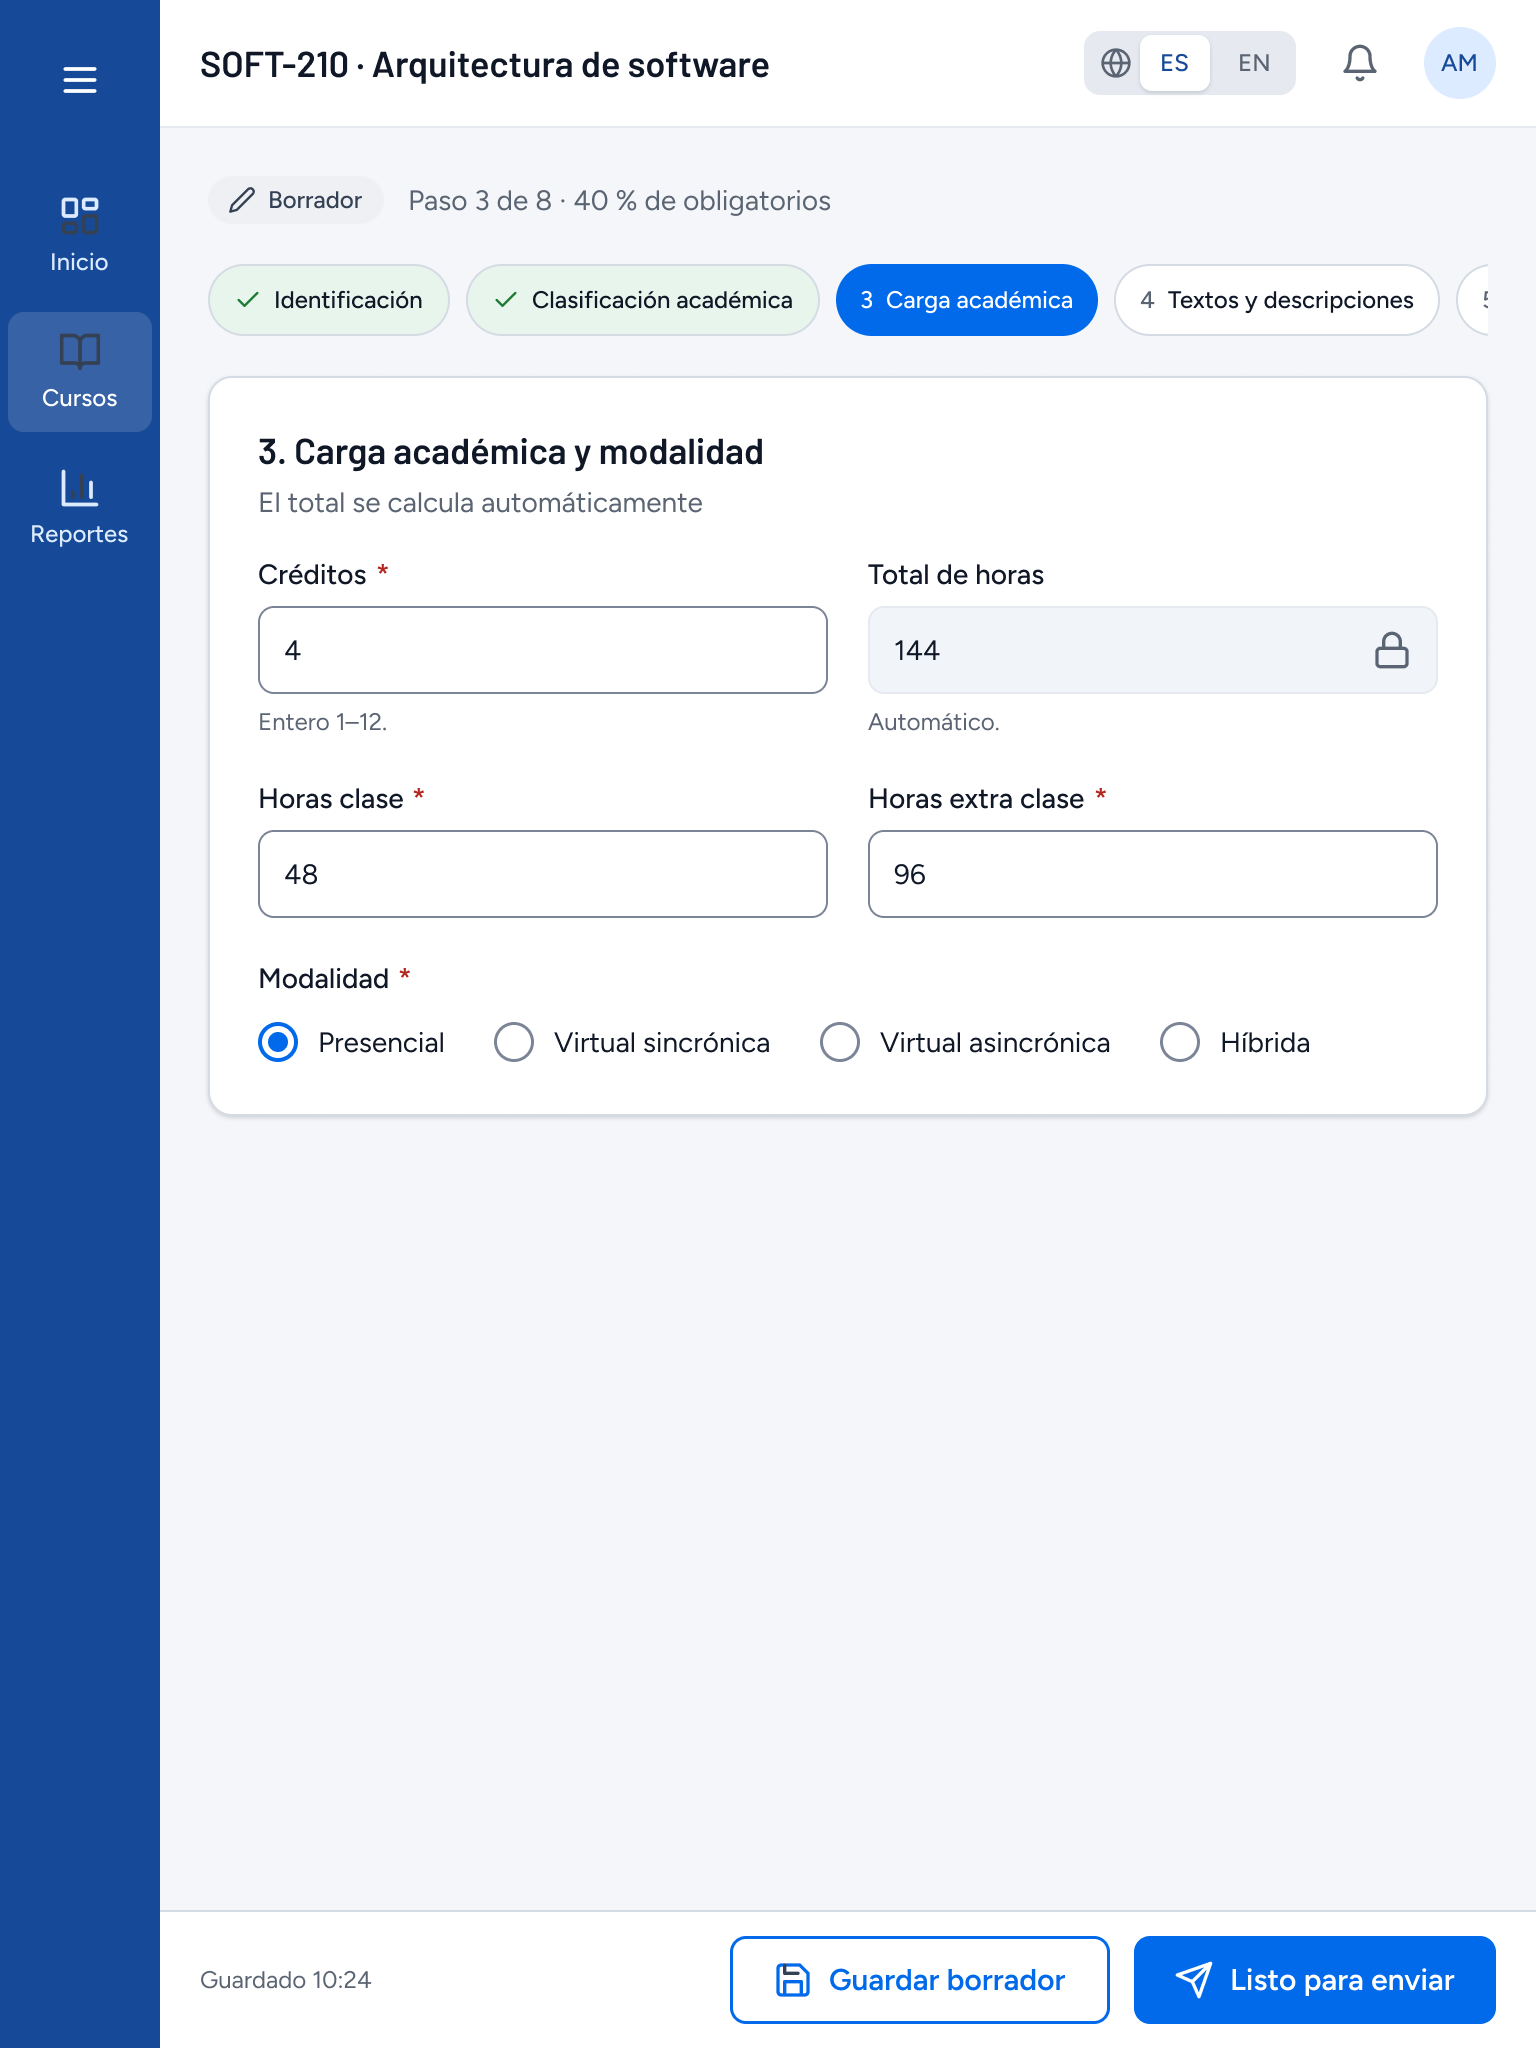 SOFT-210 · Arquitectura de software
ES
EN
AM
Inicio
Cursos
Reportes
Borrador
Paso 3 de 8 · 40 % de obligatorios
Identificación
Clasificación académica
3 Carga académica
4 Textos y descripciones
3. Carga académica y modalidad
El total se calcula automáticamente
Créditos *
4
Entero 1–12.
Total de horas
144
Automático.
Horas clase *
48
Horas extra clase *
96
Modalidad *
Presencial
Virtual sincrónica
Virtual asincrónica
Híbrida
Guardado 10:24
Guardar borrador
Listo para enviar